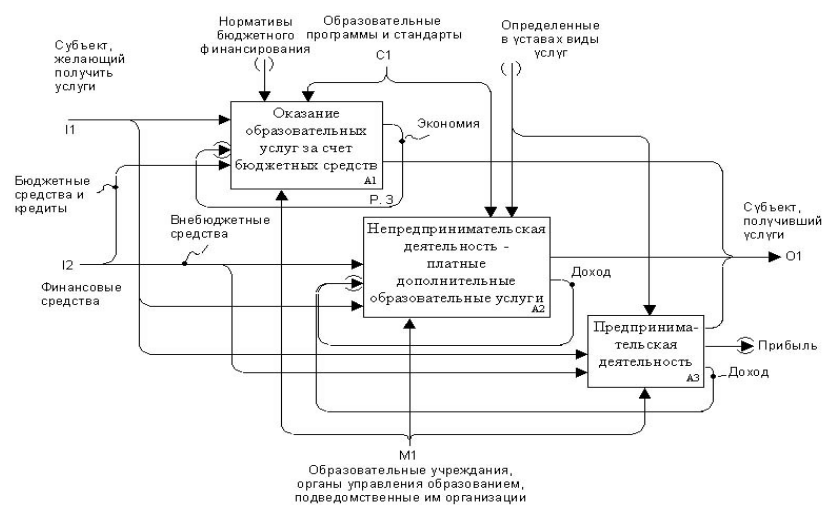 Нормативы
бюджетного
финансирования
Образовательные
программы и стандарты
C1
Определенные
в уставах виды
услуг
Субъект,
желающий
получить
услуги
I1
Оказание
образовательных
услуг за счет
бюджетных средств
A1
Экономия
P. 3
Бюджетные
средства и
кредиты
Внебюджетные
средства
I2
Финансовые
средства
Непредпринимательская
деятельность -
платные
дополнительные
образовательные услуги
A2
Доход
Субъект,
получивший
услуги
O1
Предпринима-
тельская
деятельность
A3
Прибыль
Доход
M1
Образовательные учреждания,
органы управления образованием,
подведомственные им организации